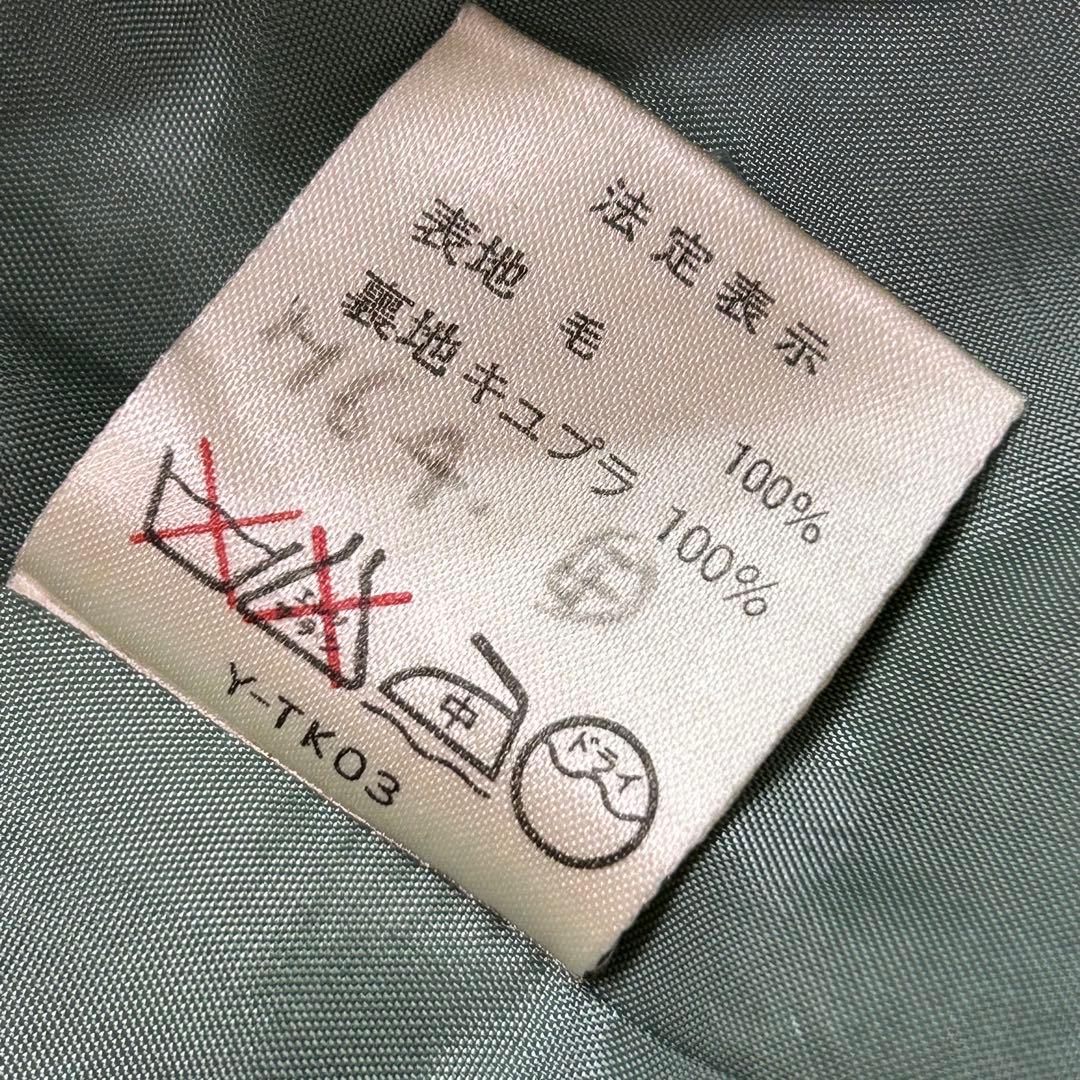 法定表示
表地 毛 100%
裏地 キユプラ 100%
中
ドライ
Y-TK03